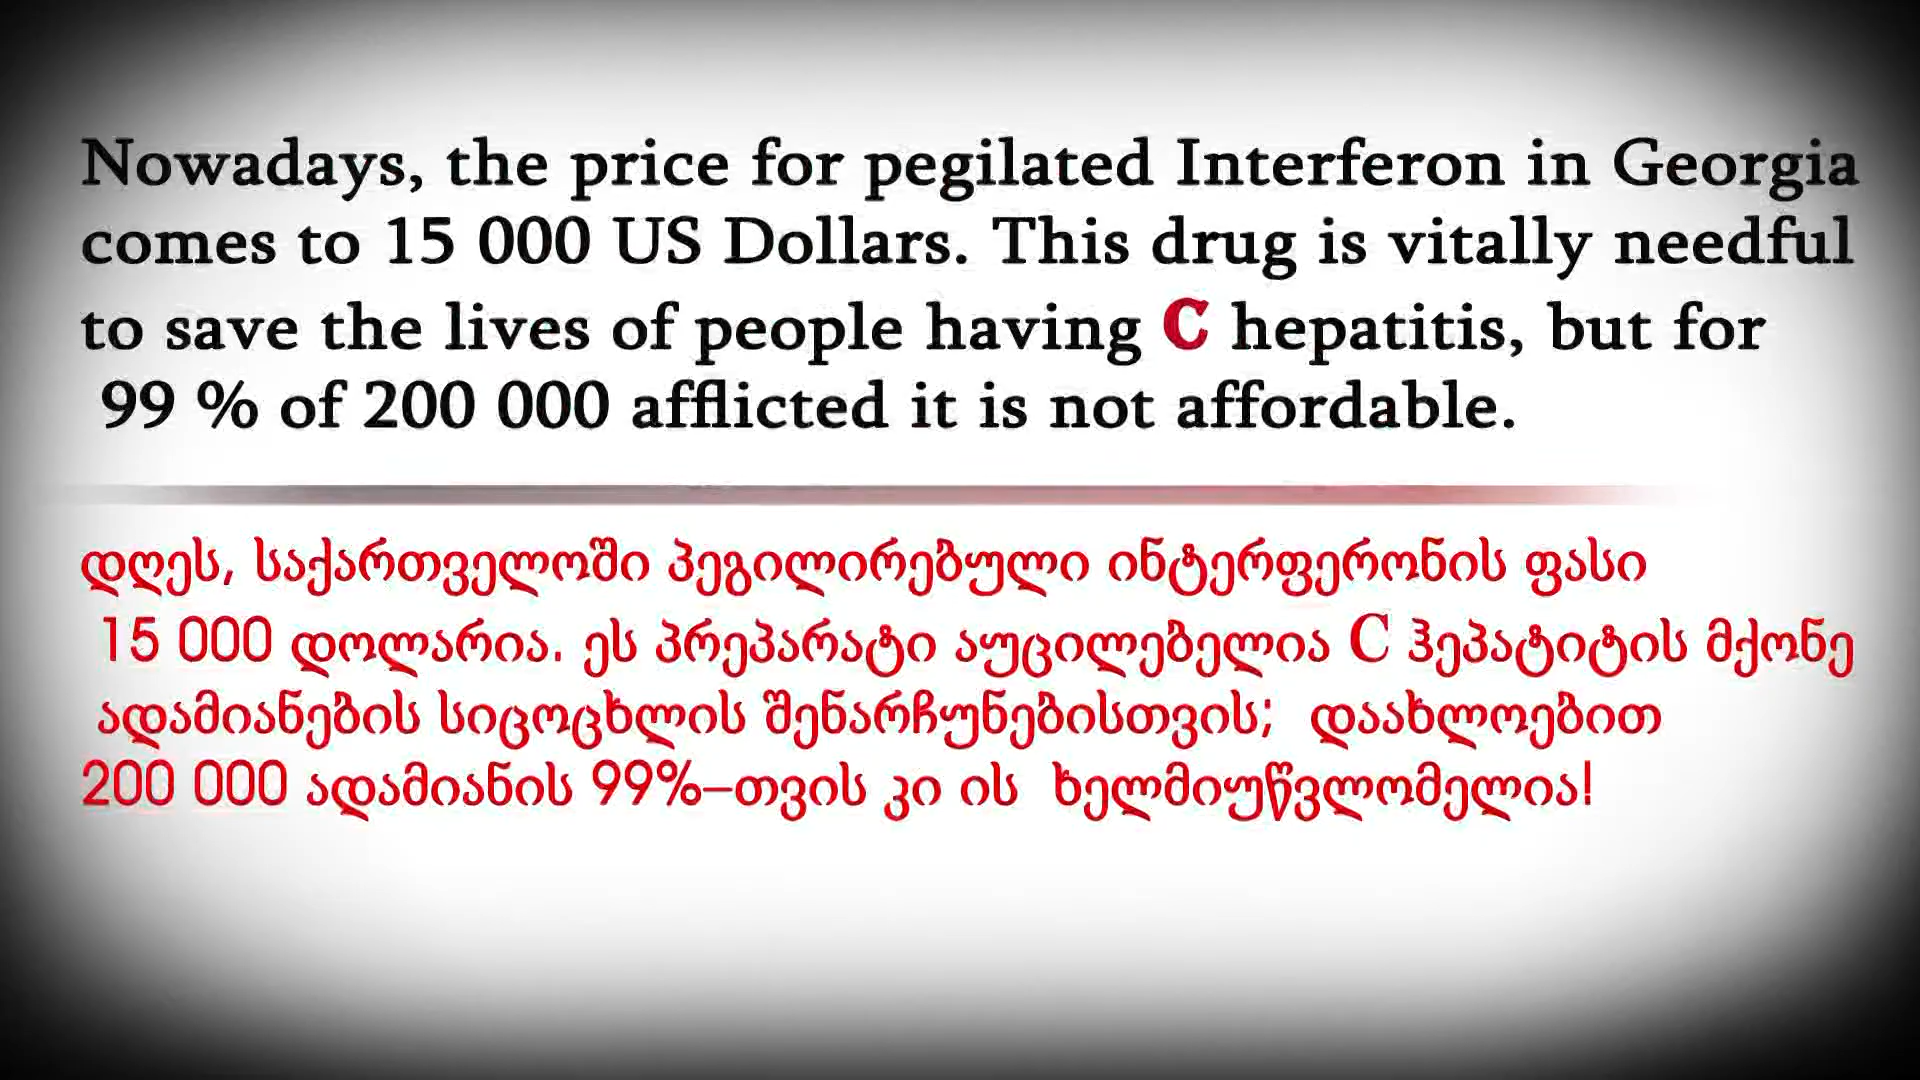 Nowadays, the price for pegilated Interferon in Georgia
comes to 15 000 US Dollars. This drug is vitally needful
to save the lives of people having C hepatitis, but for
99 % of 200 000 afflicted it is not affordable.
დღეს, საქართველოში პეგილირებული ინტერფერონის ფასი
15 000 დოლარია. ეს პრეპარატი აუცილებელია C ჰეპატიტის მქონე
ადამიანების სიცოცხლის შენარჩუნებისთვის; დაახლოებით
200 000 ადამიანის 99%–თვის კი ის ხელმიუწვლომელია!